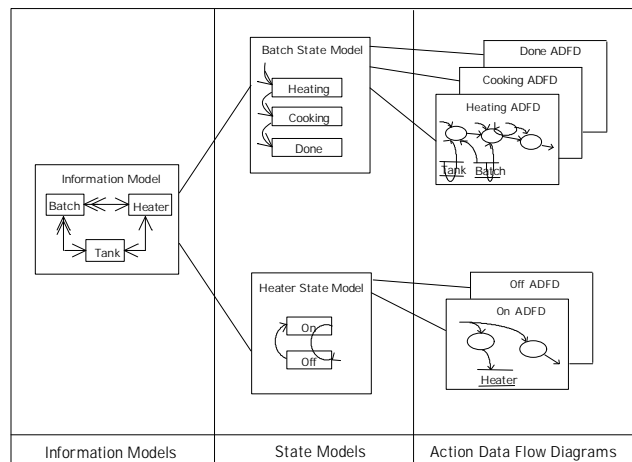 Batch State Model
Heating
Cooking
Done
Done ADFD
Cooking ADFD
Heating ADFD
Tank Batch
Information Model
Batch Heater
Tank
Heater State Model
On
Off
Off ADFD
On ADFD
Heater
Information Models State Models Action Data Flow Diagrams